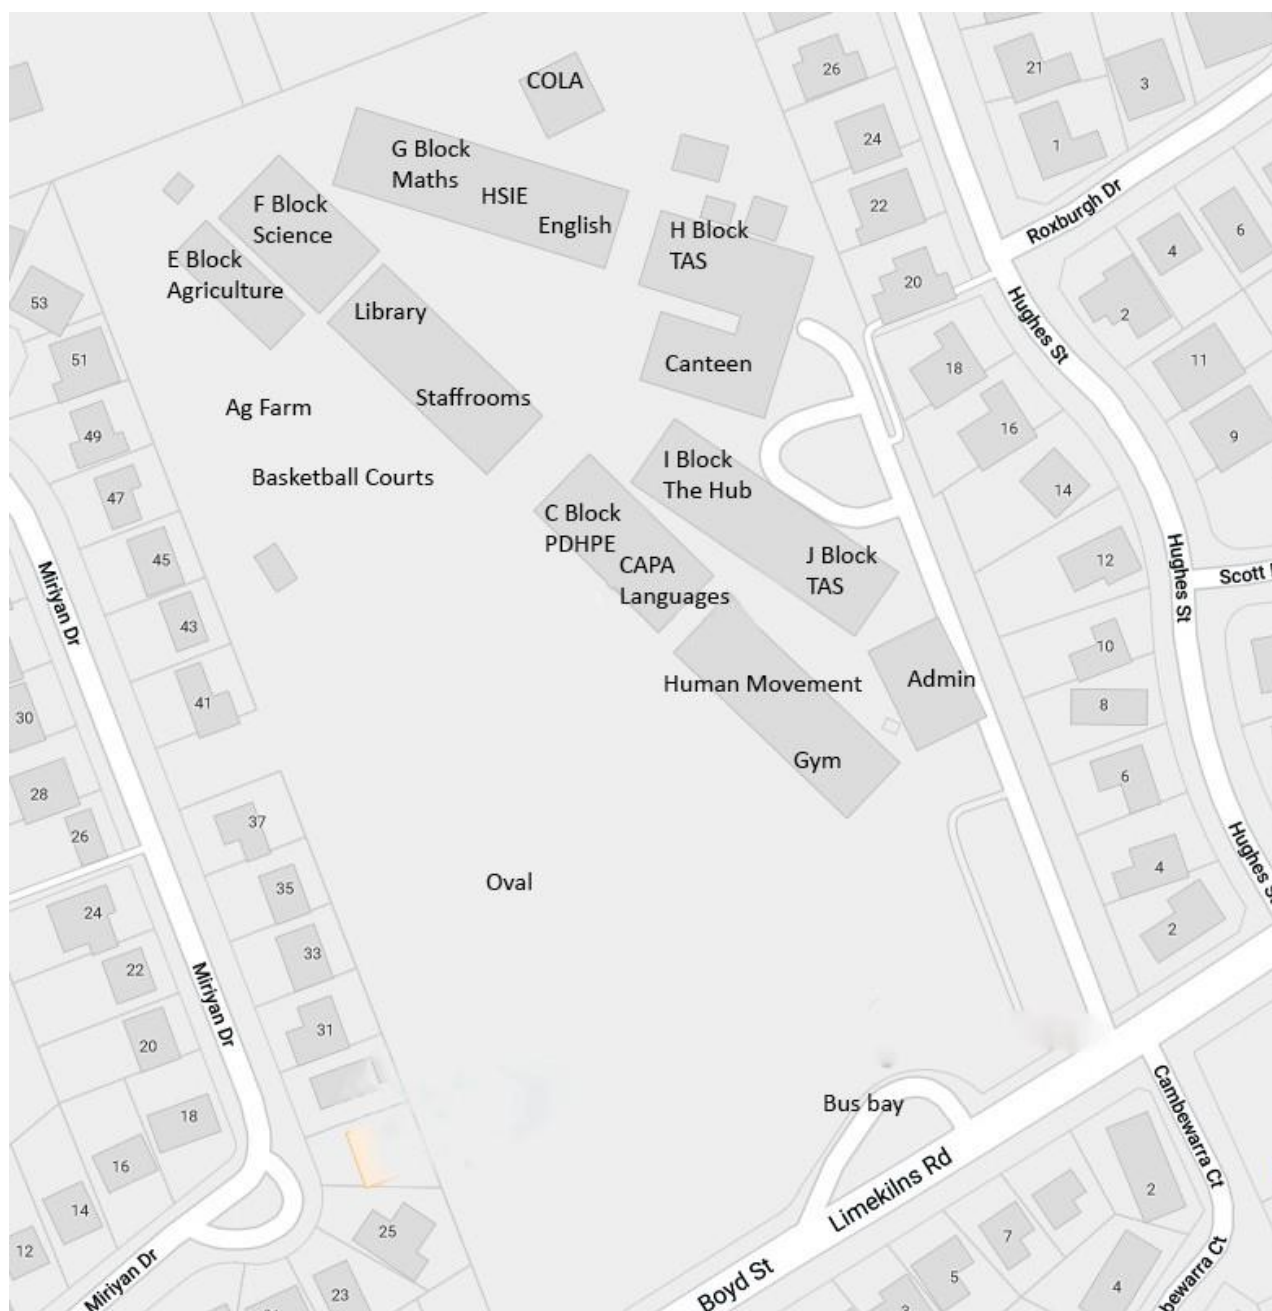 COLA
G Block
Maths
HSIE
English
F Block
Science
E Block
Agriculture
Library
Staffrooms
H Block
TAS
Canteen
Ag Farm
Basketball Courts
I Block
The Hub
C Block
PDHPE
CAPA
Languages
J Block
TAS
Human Movement
Admin
Gym
Oval
Bus bay
Limekilns Rd
Boyd St
Cambewarra Ct
bewarra Ct
Miriyan Dr
Miriyan Dr
Miriyan Dr
Hughes St
Hughes St
Hughes S
Roxburgh Dr
Scott
26
24
22
20
18
16
14
12
10
8
6
4
2
21
3
1
4
6
2
11
9
53
51
49
47
45
43
41
37
35
33
31
25
23
30
28
26
24
22
20
18
16
14
12
2
7
5
4